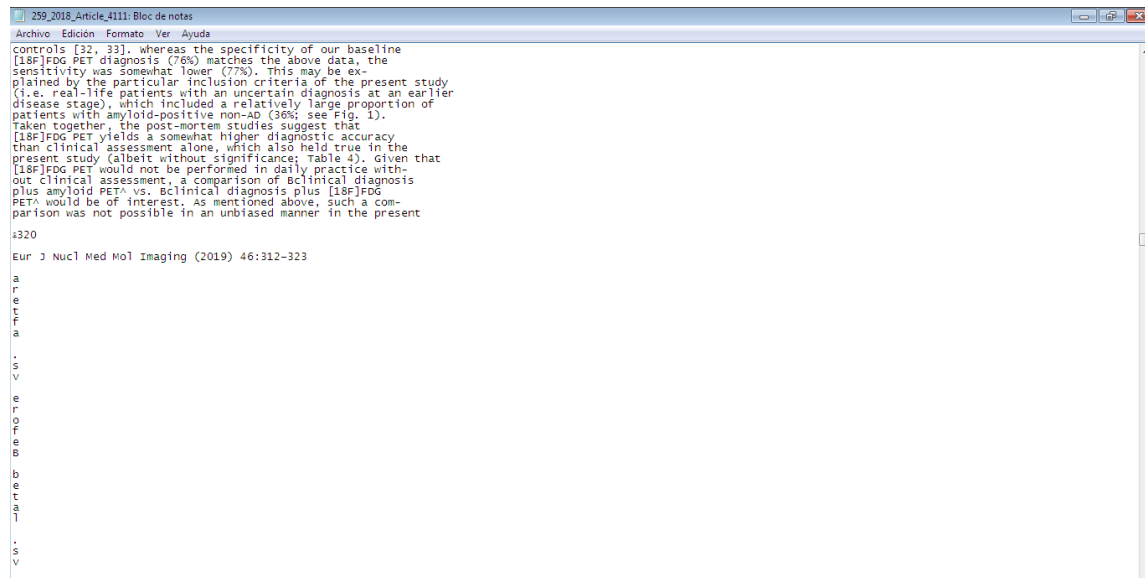 259_2018_Article_4111: Bloc de notas
Archivo Edición Formato Ver Ayuda
controls [32, 33]. Whereas the specificity of our baseline
[18F]FDG PET diagnosis (76%) matches the above data, the
sensitivity was somewhat lower (77%). This may be ex-
plained by the particular inclusion criteria of the present study
(i.e. real-life patients with an uncertain diagnosis at an earlier
disease stage), which included a relatively large proportion of
patients with amyloid-positive non-AD (36%; see Fig. 1).
Taken together, the post-mortem studies suggest that
[18F]FDG PET yields a somewhat higher diagnostic accuracy
than clinical assessment alone, which also held true in the
present study (albeit without significance; Table 4). Given that
[18F]FDG PET would not be performed in daily practice with-
out clinical assessment, a comparison of Bclinical diagnosis
plus amyloid PET^ vs. Bclinical diagnosis plus [18F]FDG
PET^ would be of interest. As mentioned above, such a com-
parison was not possible in an unbiased manner in the present
320
Eur J Nucl Med Mol Imaging (2019) 46:312–323
a
r
e
t
f
a
.
s
v
e
r
o
f
e
B
b
e
t
a
l
.
s
v